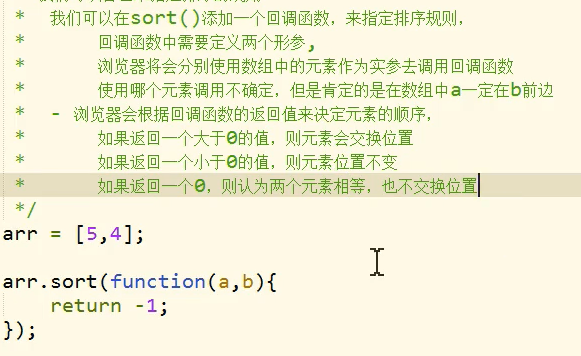 * 我们可以在sort()添加一个回调函数，来指定排序规则，
* 回调函数中需要定义两个形参,
* 浏览器将会分别使用数组中的元素作为实参去调用回调函数
* 使用哪个元素调用不确定，但是肯定的是在数组中a一定在b前边
* - 浏览器会根据回调函数的返回值来决定元素的顺序，
* 如果返回一个大于0的值，则元素会交换位置
* 如果返回一个小于0的值，则元素位置不变
* 如果返回一个0，则认为两个元素相等，也不交换位置
*/
arr = [5,4];
arr.sort(function(a,b){
return -1;
});